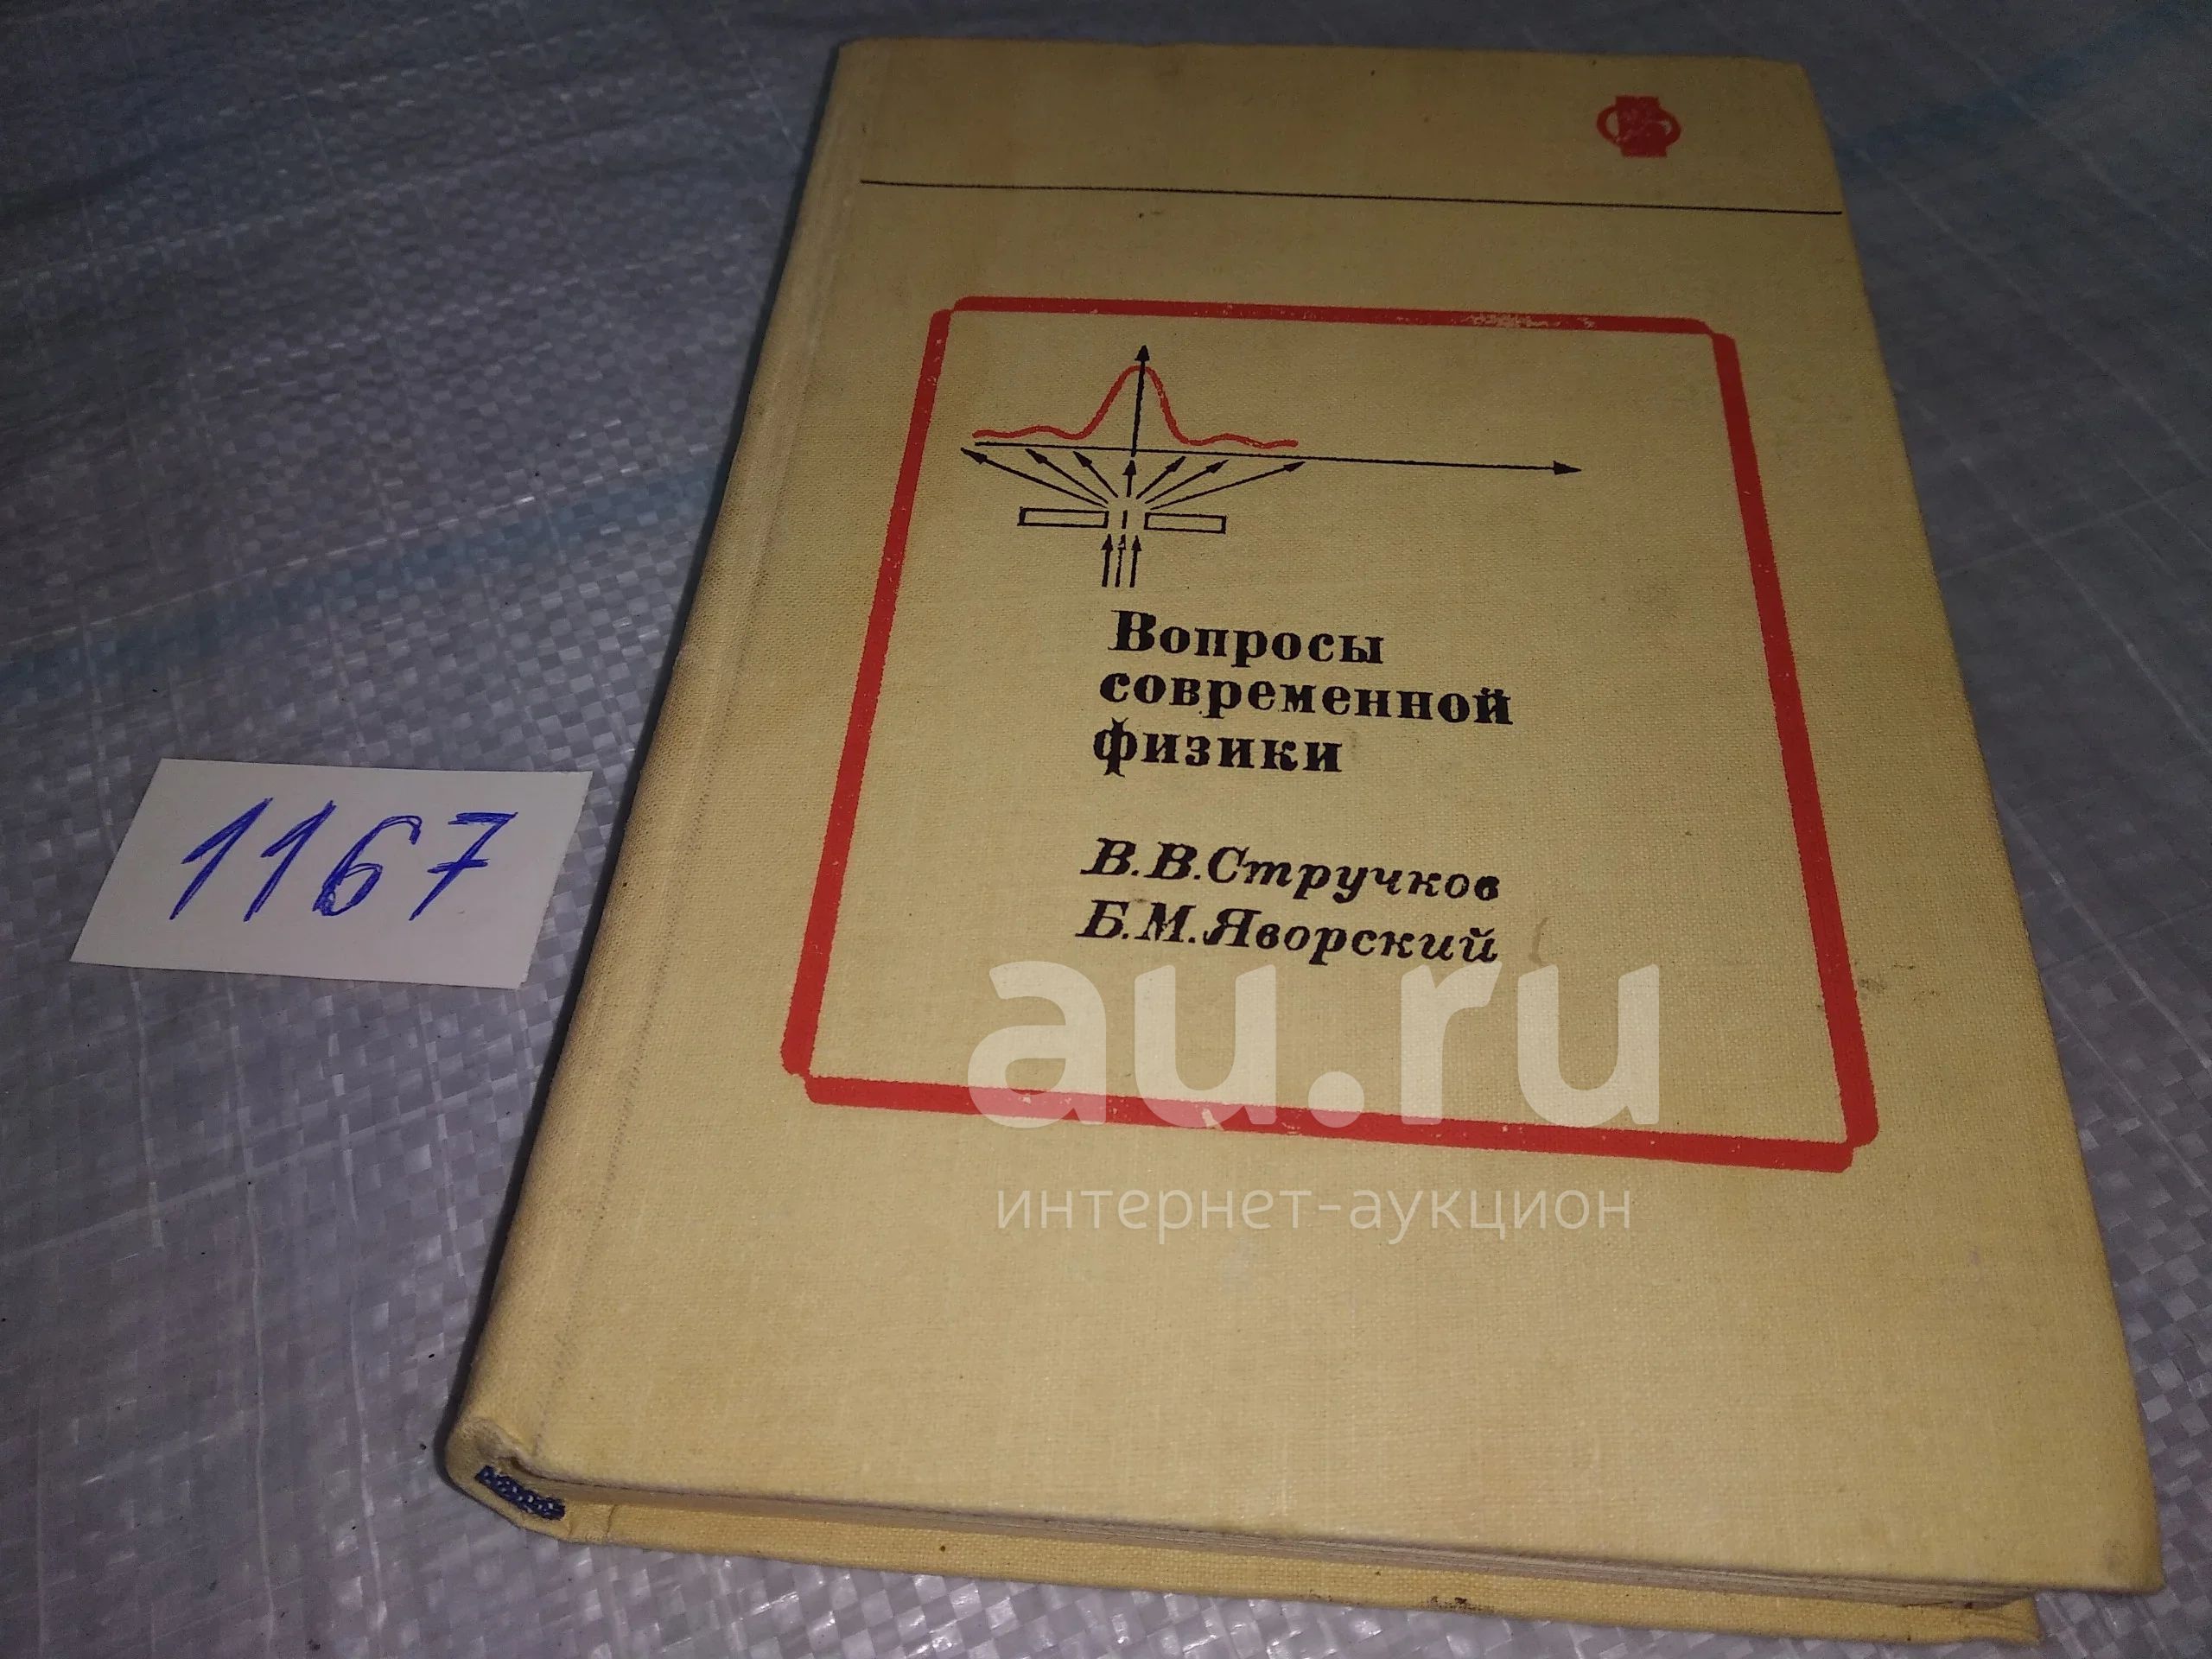 Вопросы
современной
физики
В.В.Стручков
Б.М.Яворский
1167
au.ru
интернет-аукцион